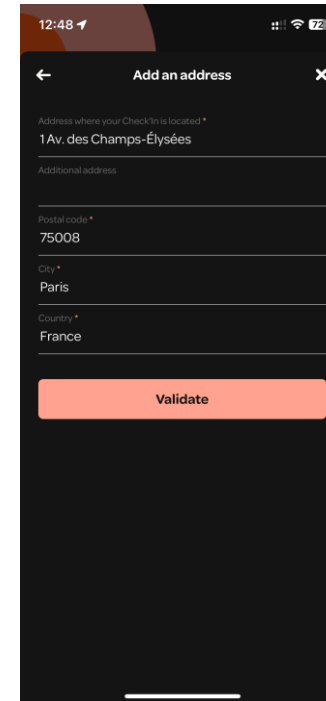 12:48
72
Add an address
Address where your Check'In is located *
1 Av. des Champs-Élysées
Additional address
Postal code *
75008
City *
Paris
Country *
France
Validate